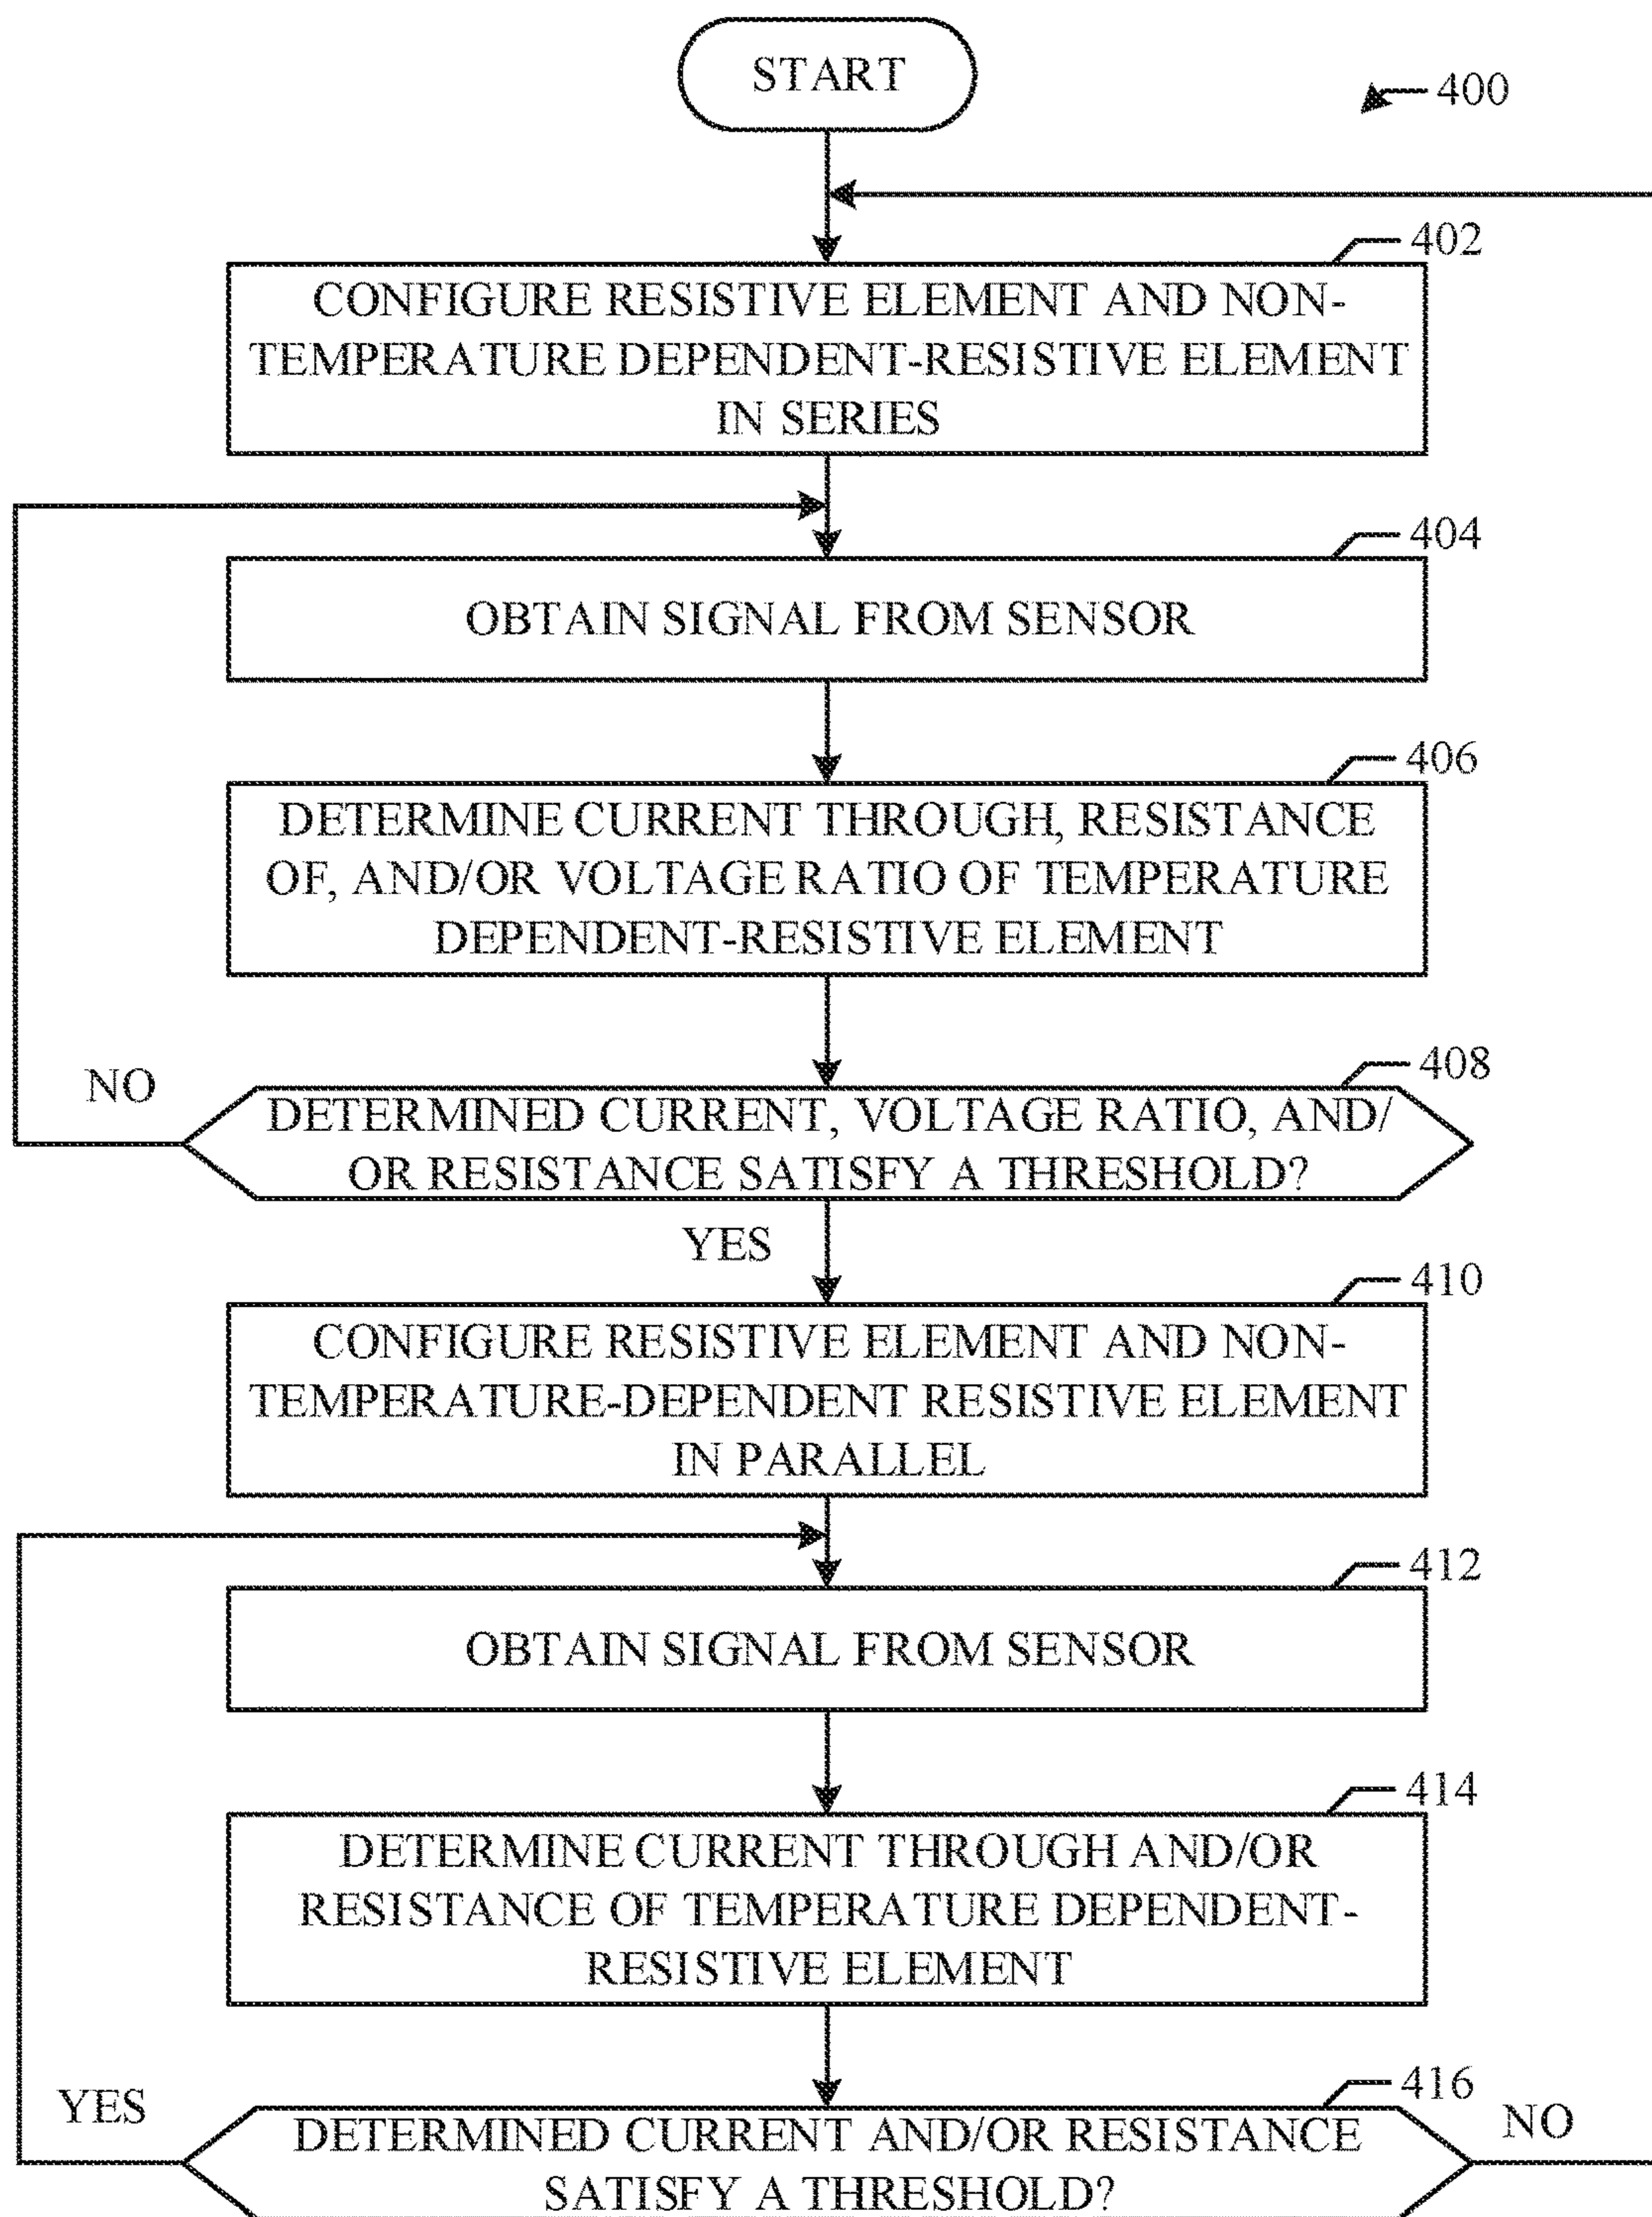 START
400
402
CONFIGURE RESISTIVE ELEMENT AND NON-
TEMPERATURE DEPENDENT-RESISTIVE ELEMENT
IN SERIES
404
OBTAIN SIGNAL FROM SENSOR
406
DETERMINE CURRENT THROUGH, RESISTANCE
OF, AND/OR VOLTAGE RATIO OF TEMPERATURE
DEPENDENT-RESISTIVE ELEMENT
408
NO
DETERMINED CURRENT, VOLTAGE RATIO, AND/
OR RESISTANCE SATISFY A THRESHOLD?
YES
410
CONFIGURE RESISTIVE ELEMENT AND NON-
TEMPERATURE-DEPENDENT RESISTIVE ELEMENT
IN PARALLEL
412
OBTAIN SIGNAL FROM SENSOR
414
DETERMINE CURRENT THROUGH AND/OR
RESISTANCE OF TEMPERATURE DEPENDENT-
RESISTIVE ELEMENT
416
YES
NO
DETERMINED CURRENT AND/OR RESISTANCE
SATISFY A THRESHOLD?